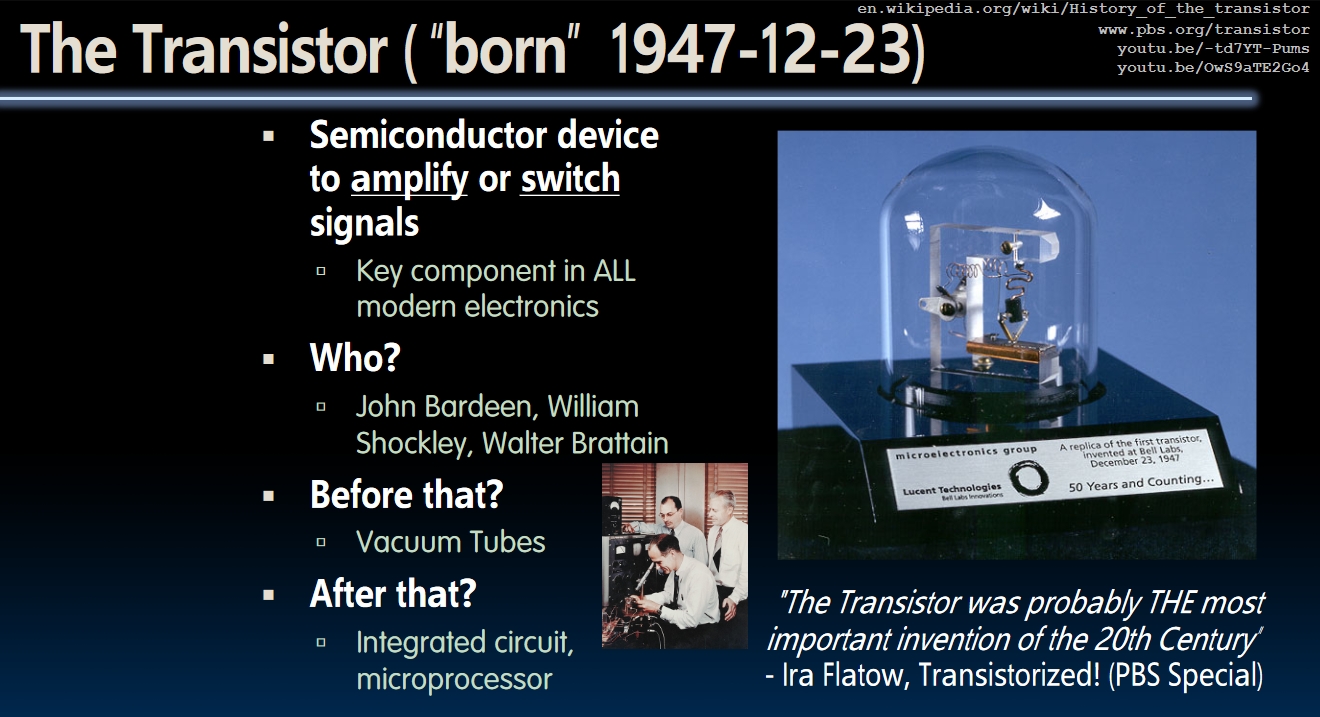 en.wikipedia.org/wiki/History_of_the_transistor
www.pbs.org/transistor
youtu.be/-td7YT-Pums
youtu.be/OwS9aTE2Go4
The Transistor ("born" 1947-12-23)
▪ Semiconductor device
to amplify or switch
signals
▫ Key component in ALL
modern electronics
▪ Who?
▫ John Bardeen, William
Shockley, Walter Brattain
▪ Before that?
▫ Vacuum Tubes
▪ After that?
▫ Integrated circuit,
microprocessor
microelectronics group
Lucent Technologies
Bell Labs Innovations
A replica of the first transistor,
invented at Bell Labs,
December 23, 1947
50 Years and Counting...
"The Transistor was probably THE most
important invention of the 20th Century"
- Ira Flatow, Transistorized! (PBS Special)